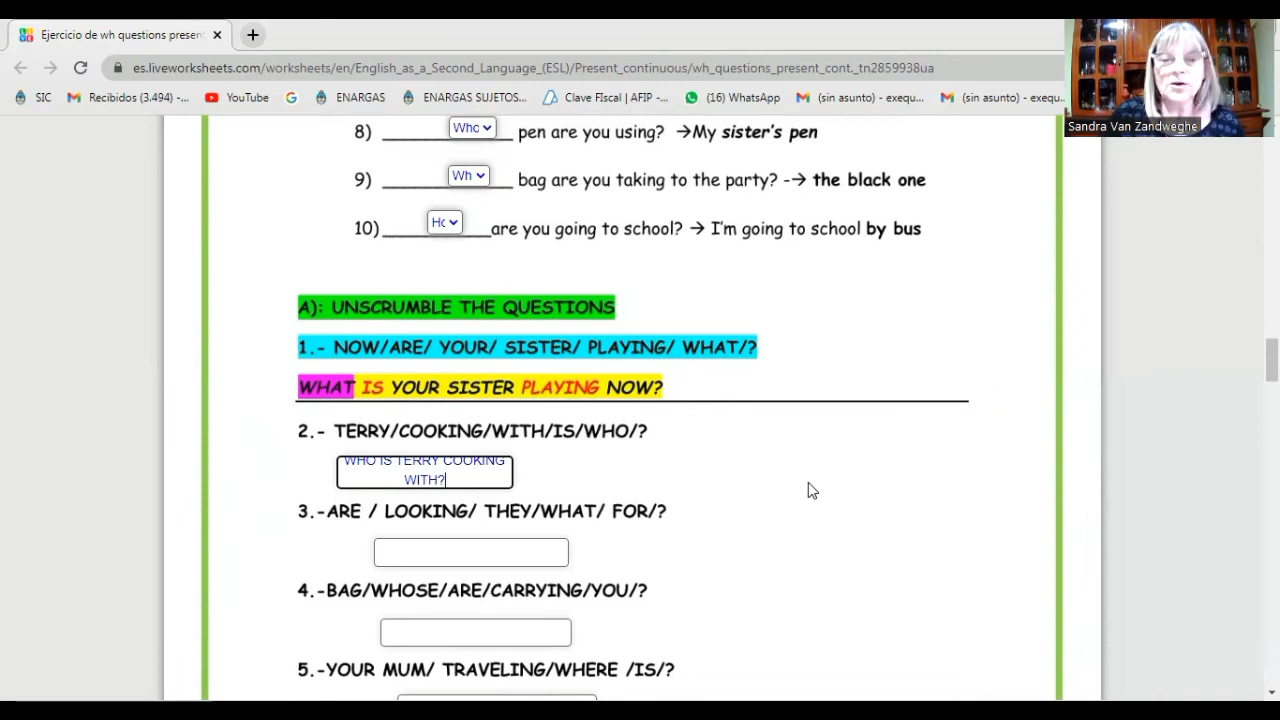 Ejercicio de wh questions present
es.liveworksheets.com/worksheets/en/English_as_a_Second_Language_(ESL)/Present_continuous/wh_questions_present_cont._tn2859938ua
SIC Recibidos (3.494) -... YouTube ENARGAS ENARGAS SUJETOS... Clave FIscal | AFIP -... (16) WhatsApp (sin asunto) - exequ... (sin asunto) - exequ...
Sandra Van Zandweghe
8) Who pen are you using? →My sister's pen
9) Wh bag are you taking to the party? -→ the black one
10) Hc are you going to school? → I'm going to school by bus
A): UNSCRUMBLE THE QUESTIONS
1.- NOW/ARE/ YOUR/ SISTER/ PLAYING/ WHAT/?
WHAT IS YOUR SISTER PLAYING NOW?
2.- TERRY/COOKING/WITH/IS/WHO/?
WHO IS TERRY COOKING
WITH?
3.-ARE / LOOKING/ THEY/WHAT/ FOR/?
4.-BAG/WHOSE/ARE/CARRYING/YOU/?
5.-YOUR MUM/ TRAVELING/WHERE /IS/?